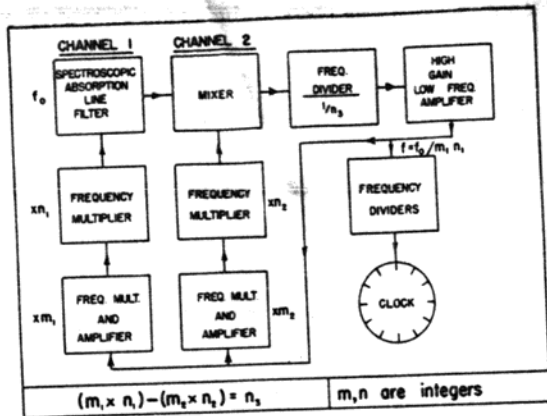 CHANNEL 1
CHANNEL 2
f₀
SPECTROSCOPIC
ABSORPTION
LINE
FILTER
MIXER
FREQ.
DIVIDER
1/n₃
HIGH
GAIN
LOW FREQ.
AMPLIFIER
f=f₀/m₁ n₁
xn₁
FREQUENCY
MULTIPLIER
FREQUENCY
MULTIPLIER
xn₂
FREQUENCY
DIVIDERS
xm₁
FREQ. MULT.
AND
AMPLIFIER
FREQ. MULT.
AND
AMPLIFIER
xm₂
CLOCK
(m₁ x n₁)-(m₂ x n₂) = n₃
m,n are integers